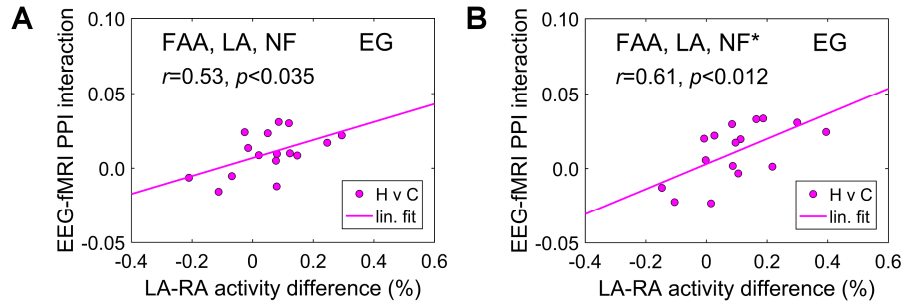 A
FAA, LA, NF EG
r=0.53, p<0.035
EEG-fMRI PPI interaction
0.10
0.05
0.0
-0.05
H v C
lin. fit
-0.4 -0.2 0 0.2 0.4 0.6
LA-RA activity difference (%)
B
FAA, LA, NF* EG
r=0.61, p<0.012
EEG-fMRI PPI interaction
0.10
0.05
0.0
-0.05
H v C
lin. fit
-0.4 -0.2 0 0.2 0.4 0.6
LA-RA activity difference (%)